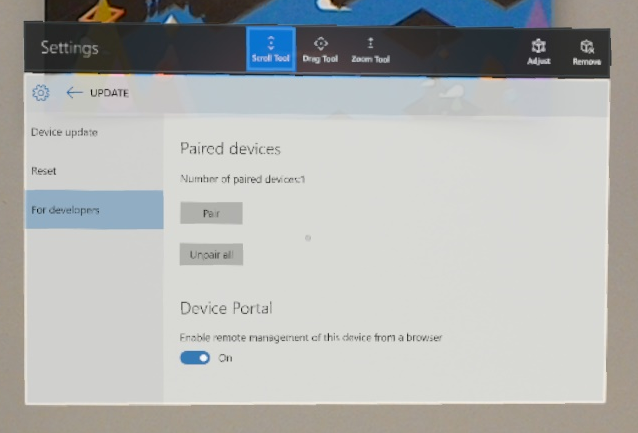 Settings
Scroll Tool
Drag Tool
Zoom Tool
Adjust
Remove
UPDATE
Device update
Reset
For developers
Paired devices
Number of paired devices:1
Pair
Unpair all
Device Portal
Enable remote management of this device from a browser
On